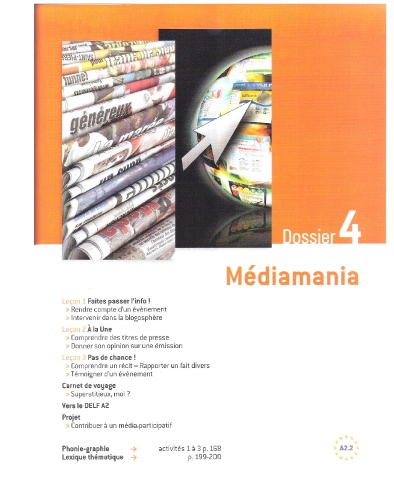 généreux
Dossier 4
Médiamania
Leçon 1 Faites passer l'info !
> Rendre compte d'un évènement
> Intervenir dans la blogosphère
Leçon 2 À la Une
> Comprendre des titres de presse
> Donner son opinion sur une émission
Leçon 3 Pas de chance !
> Comprendre un récit – Rapporter un fait divers
> Témoigner d'un évènement
Carnet de voyage
> Superstitieux, moi ?
Vers le DELF A2
Projet
> Contribuer à un média participatif
Phonie-graphie → activités 1 à 3 p. 168
Lexique thématique → p. 199-200
A2.2